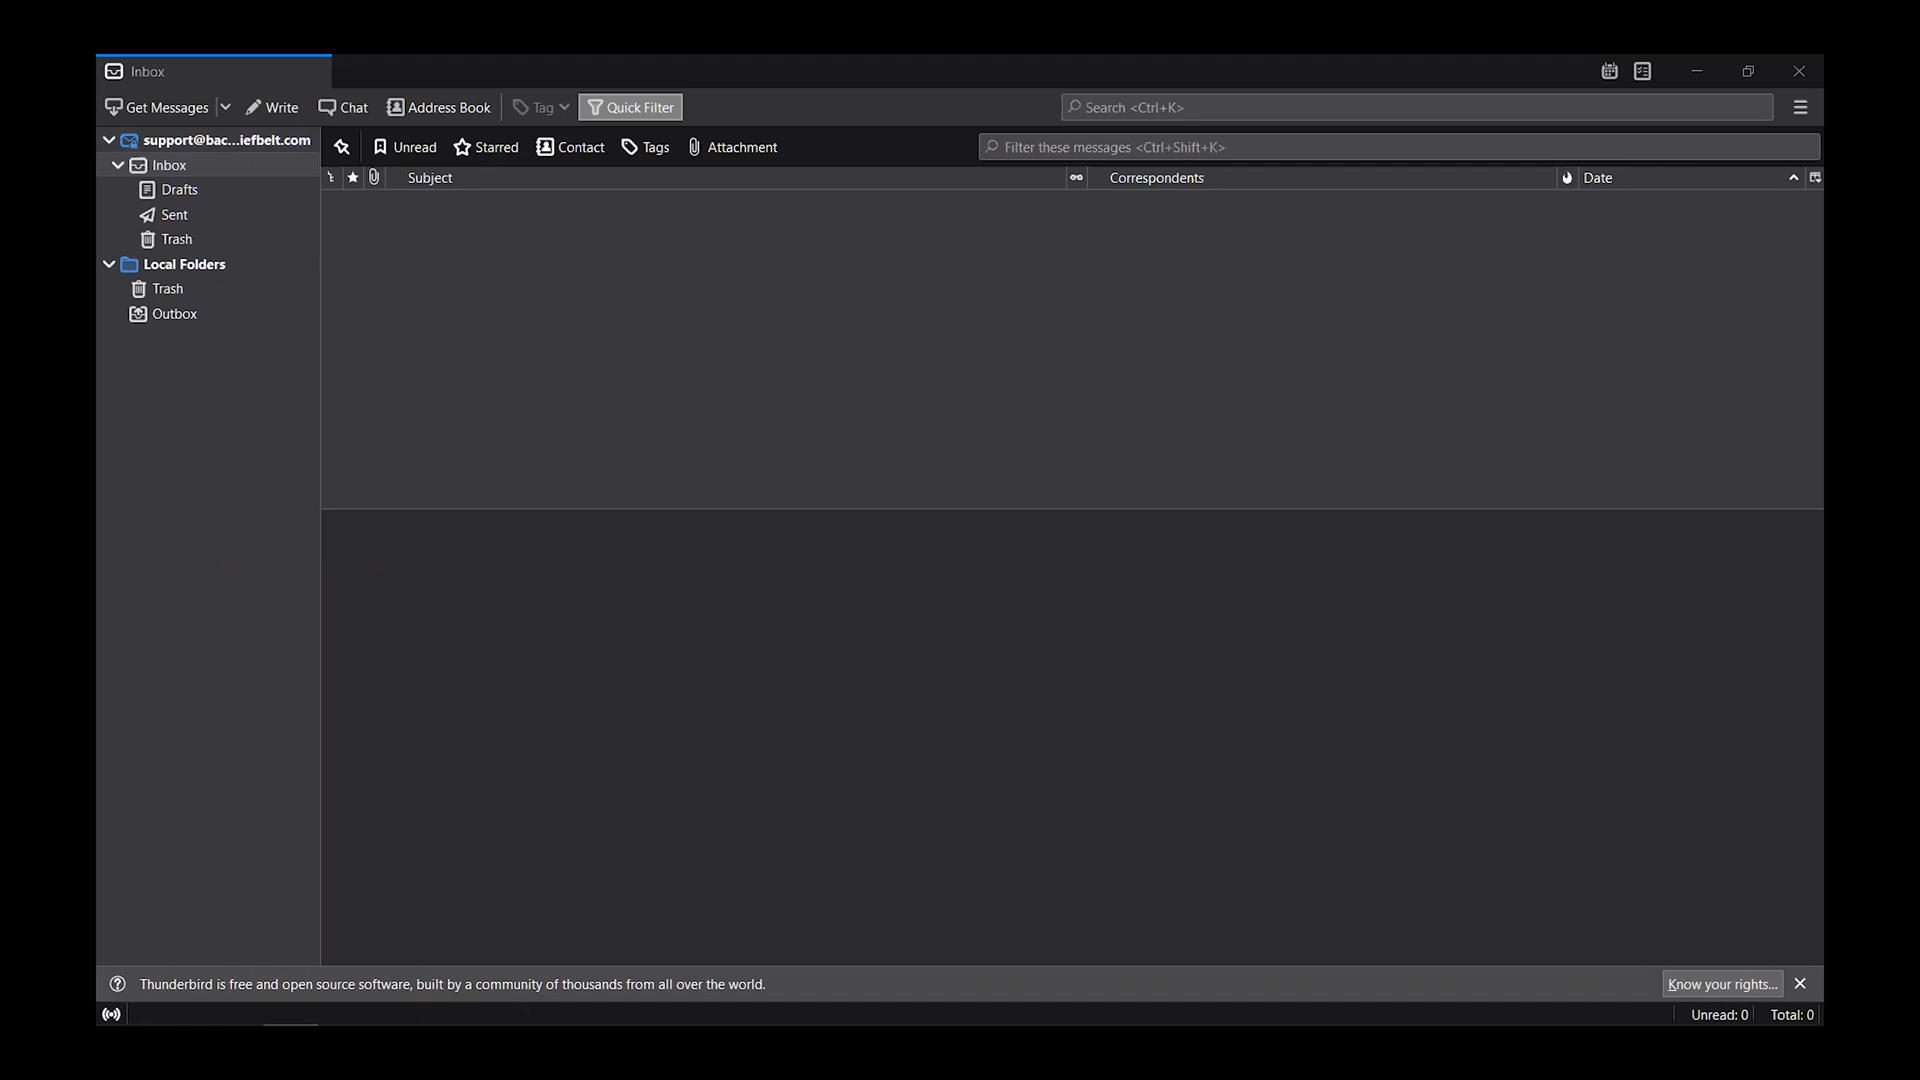 Inbox
Get Messages Write Chat Address Book Tag Quick Filter Search <Ctrl+K>
support@bac...iefbelt.com
Unread Starred Contact Tags Attachment Filter these messages <Ctrl+Shift+K>
Inbox
Subject Correspondents Date
Drafts
Sent
Trash
Local Folders
Trash
Outbox
Thunderbird is free and open source software, built by a community of thousands from all over the world. Know your rights...
Unread: 0 Total: 0